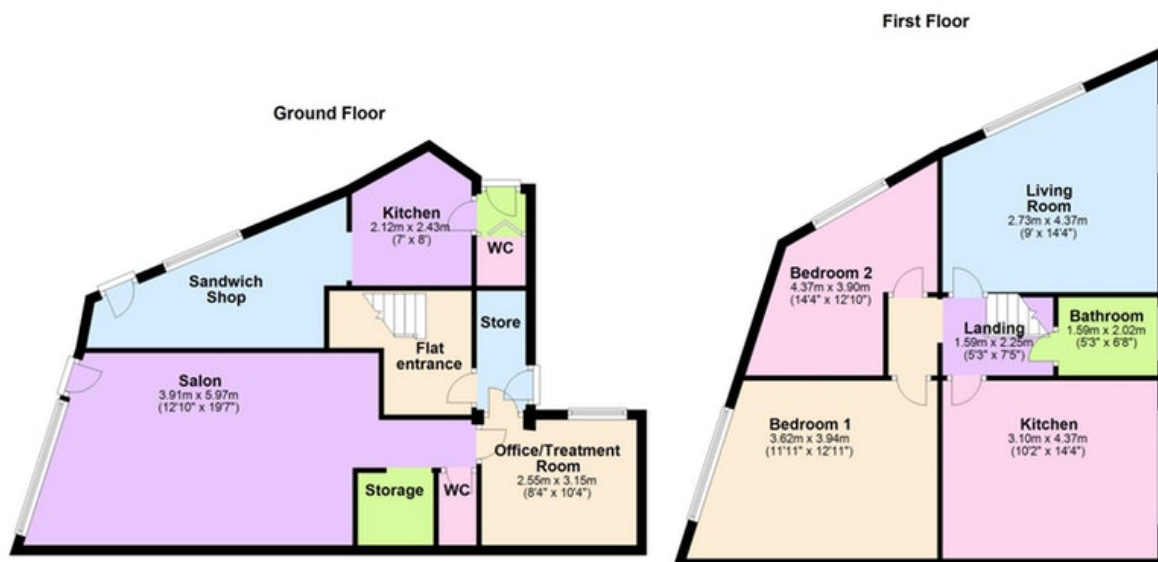 Ground Floor
Kitchen
2.12m x 2.43m
(7' x 8')
WC
Sandwich
Shop
Store
Flat
entrance
Salon
3.91m x 5.97m
(12'10" x 19'7")
Office/Treatment
Room
2.55m x 3.15m
(8'4" x 10'4")
Storage
WC
First Floor
Living
Room
2.73m x 4.37m
(9' x 14'4")
Bedroom 2
4.37m x 3.90m
(14'4" x 12'10")
Landing
1.59m x 2.25m
(5'3" x 7'5")
Bathroom
1.59m x 2.02m
(5'3" x 6'8")
Bedroom 1
3.62m x 3.94m
(11'11" x 12'11")
Kitchen
3.10m x 4.37m
(10'2" x 14'4")